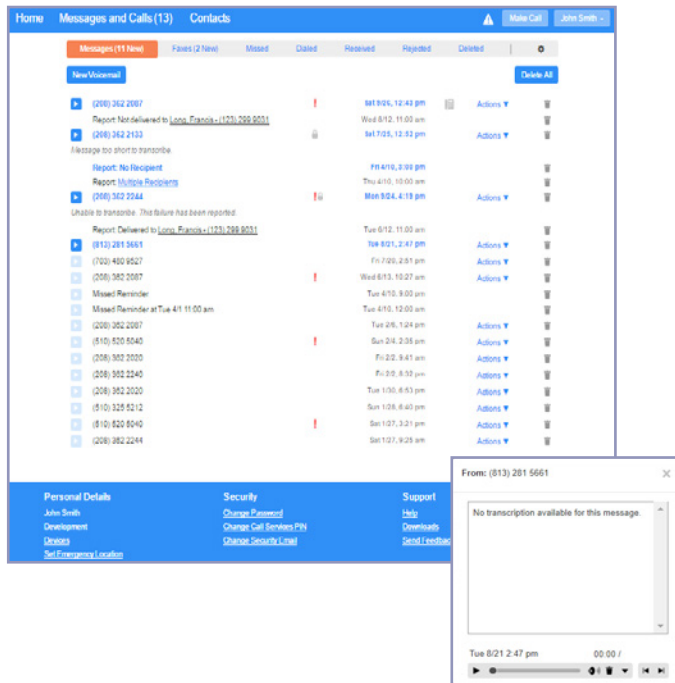 Home Messages and Calls (13) Contacts Make Call John Smith
Messages (11 New) Faxes (2 New) Missed Dialed Received Rejected Deleted
New Voicemail Delete All
(208) 362 2087 ! Sat 5/26, 12:43 pm Actions ▼
Report: Not delivered to Long, Francis - (123) 299 9031 Wed 8/12, 11:00 am
(208) 362 2133 Sat 7/28, 12:52 pm Actions ▼
Message too short to transcribe.
Report: No Recipient Fri 4/10, 3:00 pm
Report: Multiple Recipients Thu 4/10, 10:00 am
(208) 362 2244 ! Mon 9/24, 4:19 pm Actions ▼
Unable to transcribe. This failure has been reported.
Report: Delivered to Long, Francis - (123) 299 9031 Tue 6/12, 11:00 am
(813) 281 5661 Tue 8/21, 2:47 pm Actions ▼
(703) 480 9527 Fri 7/20, 2:51 pm Actions ▼
(208) 362 2087 ! Wed 6/13, 10:27 am Actions ▼
Missed Reminder Tue 4/10, 9:00 pm
Missed Reminder at Tue 4/1 11:00 am Tue 4/10, 12:00 am
(208) 362 2087 Tue 2/6, 1:24 pm Actions ▼
(510) 520 5040 ! Sun 2/4, 2:35 pm Actions ▼
(208) 362 2020 Fri 2/2, 9:41 am Actions ▼
(208) 362 2240 Fri 2/2, 8:32 pm Actions ▼
(208) 362 2020 Tue 1/30, 6:53 pm Actions ▼
(510) 325 5212 Sun 1/28, 6:40 pm Actions ▼
(510) 520 5040 ! Sat 1/27, 3:21 pm Actions ▼
(208) 362 2244 Sat 1/27, 9:25 am Actions ▼
Personal Details Security Support
John Smith Change Password Help
Development Change Call Services PIN Downloads
Devices Change Security Email Send Feedbac
Set Emergency Location
From: (813) 281 5661
No transcription available for this message.
Tue 8/21 2:47 pm 00:00 /